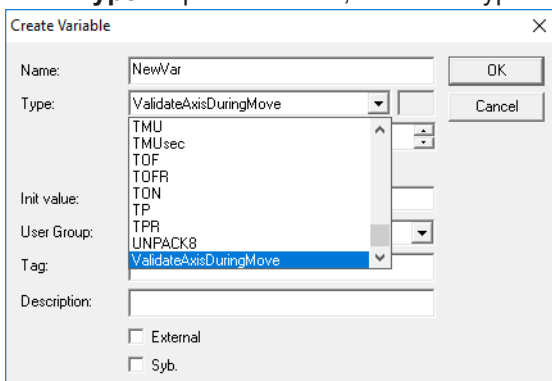 Create Variable
Name: NewVar OK
Type: ValidateAxisDuringMove Cancel
TMU
TMUsec
TOF
TOFR
TON
Init value:
TP
User Group:
TPR
UNPACK8
Tag:
ValidateAxisDuringMove
Description:
External
Syb.